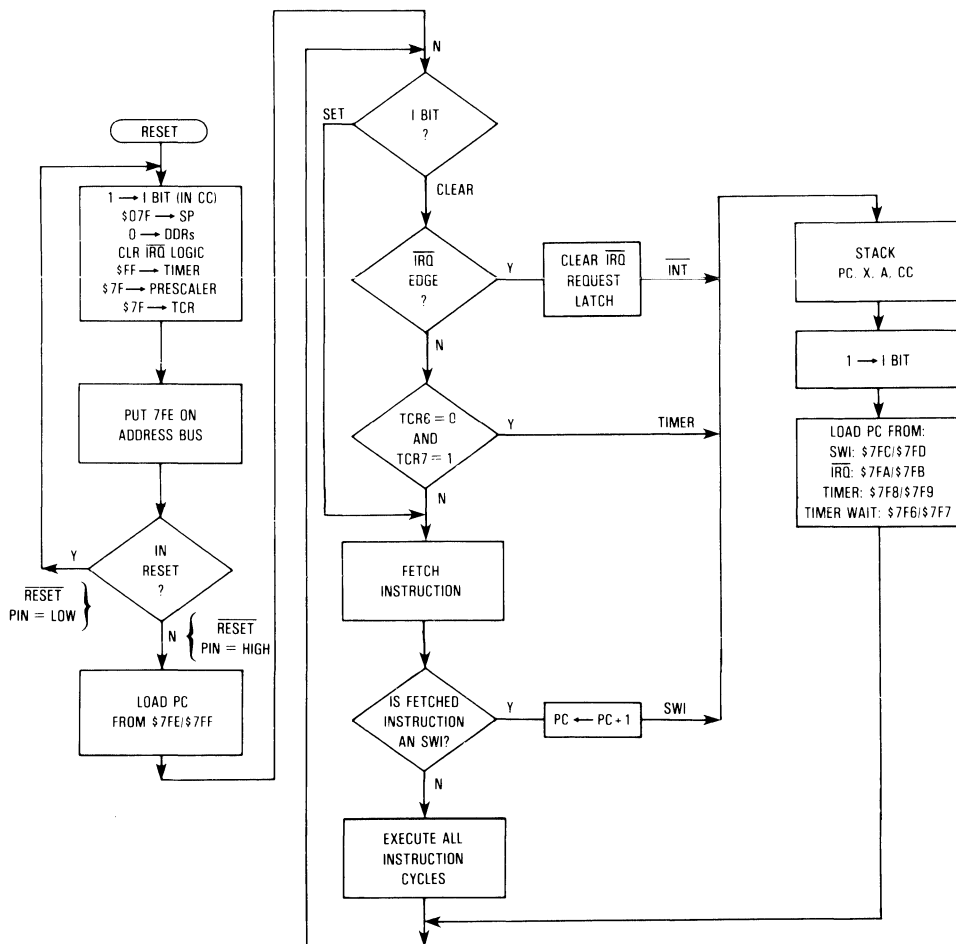 RESET
1 → I BIT (IN CC)
$07F → SP
0 → DDRs
CLR IRQ LOGIC
$FF → TIMER
$7F → PRESCALER
$7F → TCR
PUT 7FE ON
ADDRESS BUS
IN
RESET
?
Y
RESET
PIN = LOW
N
RESET
PIN = HIGH
LOAD PC
FROM $7FE/$7FF
N
I BIT
?
SET
CLEAR
IRQ
EDGE
?
Y
CLEAR IRQ
REQUEST
LATCH
INT
N
TCR6 = 0
AND
TCR7 = 1
Y
TIMER
N
FETCH
INSTRUCTION
IS FETCHED
INSTRUCTION
AN SWI?
Y
PC ← PC + 1
SWI
N
EXECUTE ALL
INSTRUCTION
CYCLES
STACK
PC, X, A, CC
1 → I BIT
LOAD PC FROM:
SWI: $7FC/$7FD
IRQ: $7FA/$7FB
TIMER: $7F8/$7F9
TIMER WAIT: $7F6/$7F7